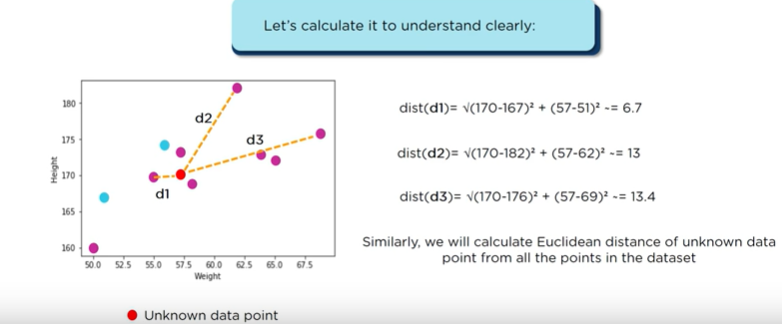 Let's calculate it to understand clearly:
180
175
170
165
160
Height
50.0 52.5 55.0 57.5 60.0 62.5 65.0 67.5
Weight
d2
d3
d1
Unknown data point
dist(d1)= √(170-167)² + (57-51)² ~= 6.7
dist(d2)= √(170-182)² + (57-62)² ~= 13
dist(d3)= √(170-176)² + (57-69)² ~= 13.4
Similarly, we will calculate Euclidean distance of unknown data
point from all the points in the dataset